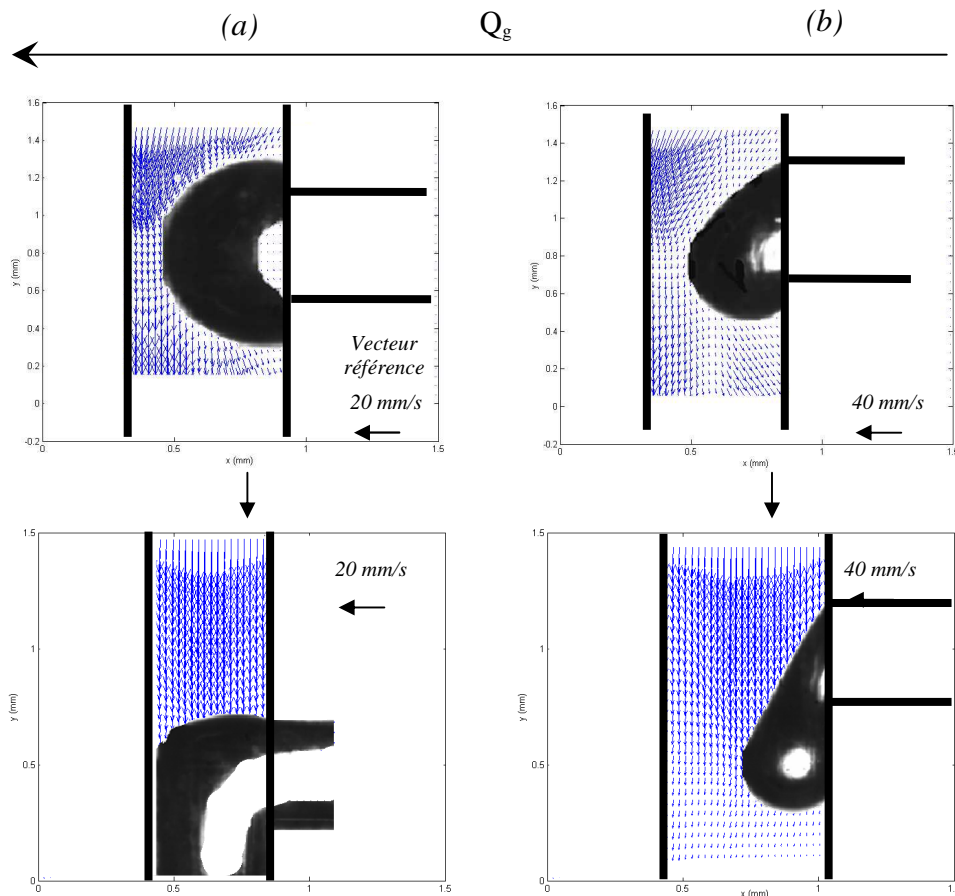 (a) Q_g (b)
1.6 1.6
1.4 1.4
1.2 1.2
1 1
0.8 0.8
y (mm) y (mm)
0.6 0.6
0.4 Vecteur 0.4
référence
0.2 0.2
0 20 mm/s 0 40 mm/s
-0.2 -0.2
0 0.5 1 1.5 0 0.5 1 1.5
x (mm) x (mm)
1.5 1.5
20 mm/s 40 mm/s
1 1
y (mm) y (mm)
0.5 0.5
0 0
0 0.5 1 1.5 0 0.5 1 1.5
x (mm) x (mm)